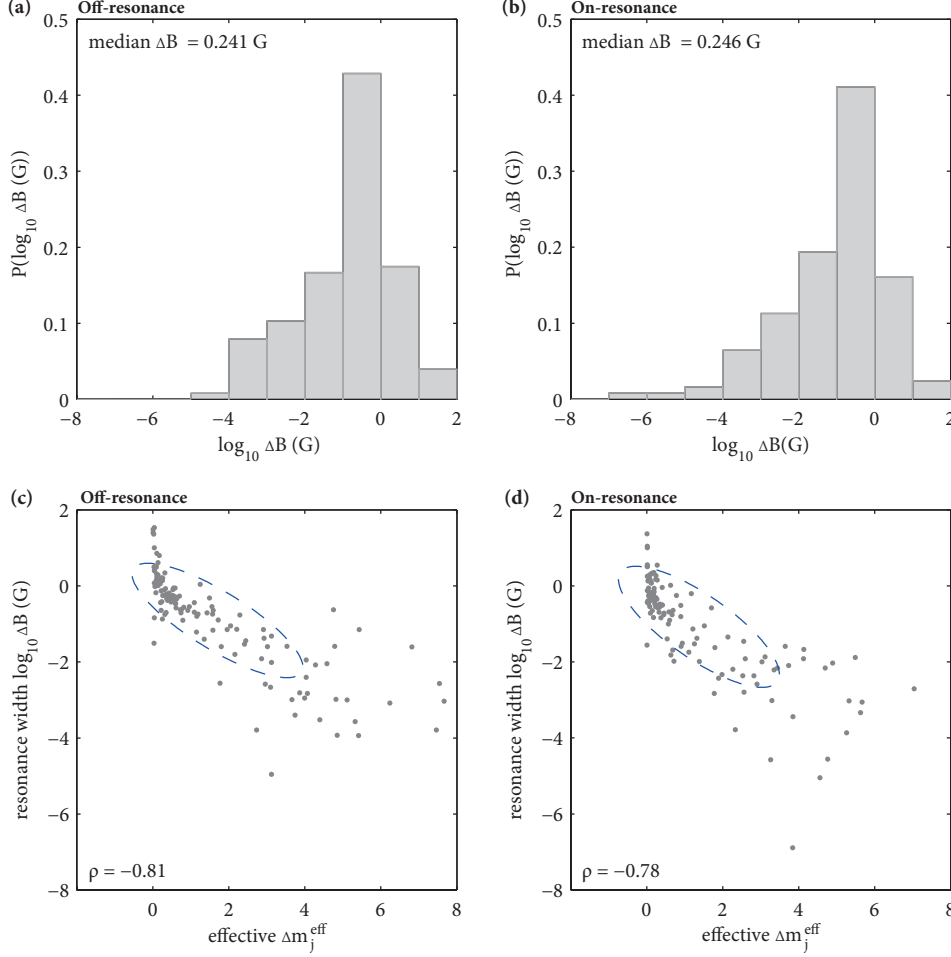 (a) Off-resonance
median ΔB = 0.241 G
P(log10 ΔB (G))
0.5
0.4
0.3
0.2
0.1
0
−8 −6 −4 −2 0 2
log10 ΔB (G)
(b) On-resonance
median ΔB = 0.246 G
P(log10 ΔB (G))
0.5
0.4
0.3
0.2
0.1
0
−8 −6 −4 −2 0 2
log10 ΔB(G)
(c) Off-resonance
resonance width log10 ΔB (G)
2
0
−2
−4
−6
−8
ρ = −0.81
0 2 4 6 8
effective Δmjeff
(d) On-resonance
resonance width log10 ΔB (G)
2
0
−2
−4
−6
−8
ρ = −0.78
0 2 4 6 8
effective Δmjeff